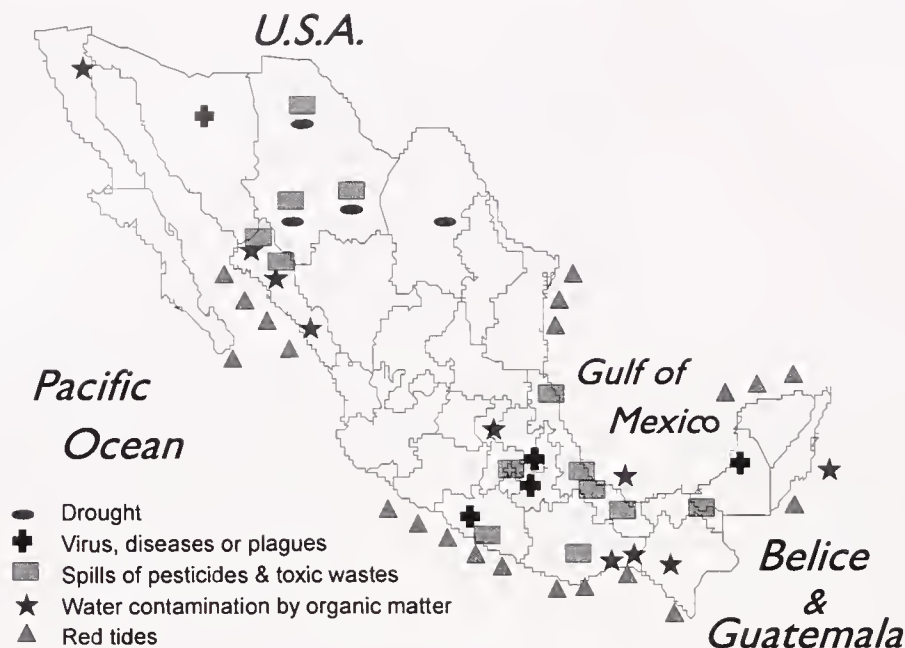 U.S.A.
Gulf of
Mexico
Pacific
Ocean
Drought
Virus, diseases or plagues
Spills of pesticides & toxic wastes
Water contamination by organic matter
Red tides
Belice
&
Guatemala